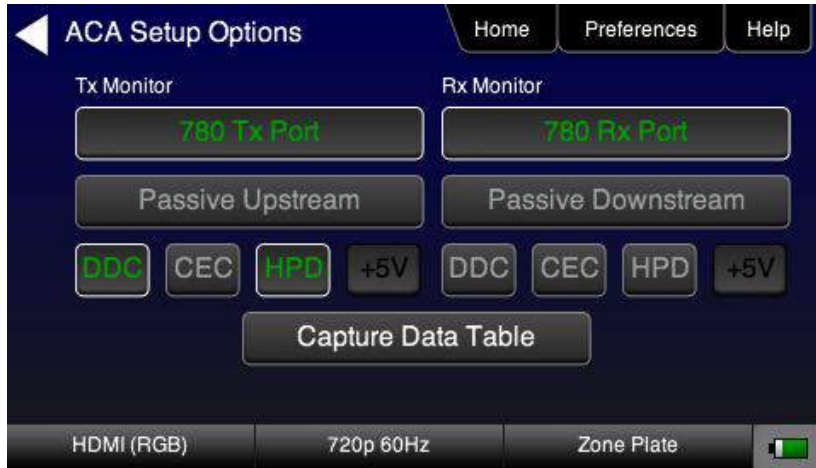 ACA Setup Options Home Preferences Help
Tx Monitor Rx Monitor
780 Tx Port 780 Rx Port
Passive Upstream Passive Downstream
DDC CEC HPD +5V DDC CEC HPD +5V
Capture Data Table
HDMI (RGB) 720p 60Hz Zone Plate